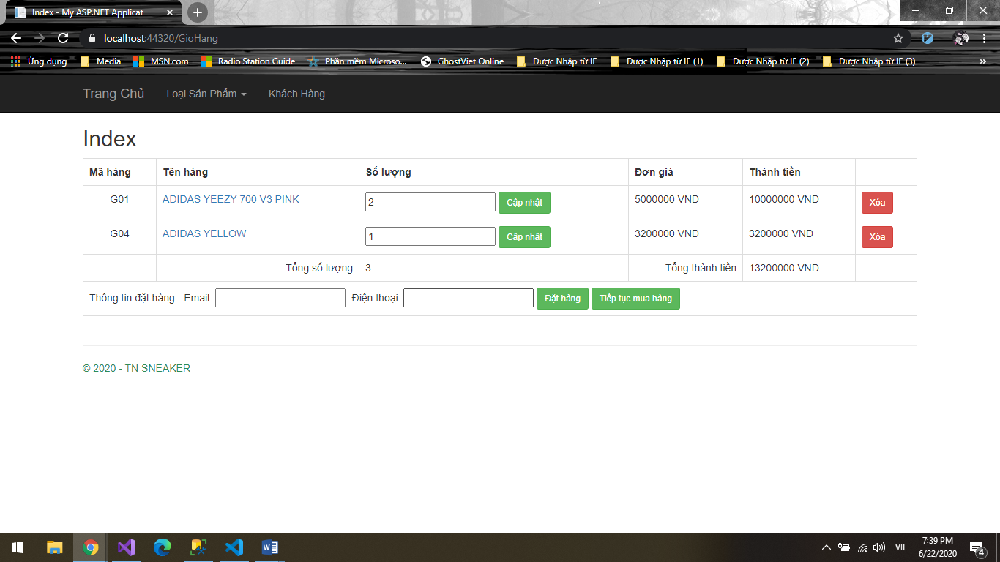 Index - My ASP.NET Applicat
localhost:44320/GioHang
Ứng dụng Media MSN.com Radio Station Guide Phần mềm Microso... GhostViet Online Được Nhập từ IE Được Nhập từ IE (1) Được Nhập từ IE (2) Được Nhập từ IE (3) »
Trang Chủ Loại Sản Phẩm Khách Hàng
Index
Mã hàng Tên hàng Số lượng Đơn giá Thành tiền
G01 ADIDAS YEEZY 700 V3 PINK 2 Cập nhật 5000000 VND 10000000 VND Xóa
G04 ADIDAS YELLOW 1 Cập nhật 3200000 VND 3200000 VND Xóa
Tổng số lượng 3 Tổng thành tiền 13200000 VND
Thông tin đặt hàng - Email: -Điện thoại: Đặt hàng Tiếp tục mua hàng
© 2020 - TN SNEAKER
VIE 7:39 PM
6/22/2020 4